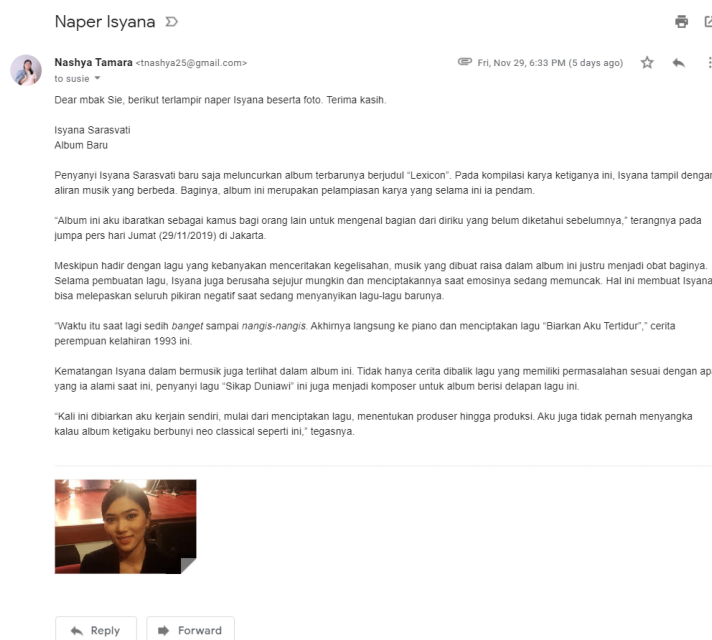 Naper Isyana
Nashya Tamara <tnashya25@gmail.com>
Fri, Nov 29, 6:33 PM (5 days ago)
to susie
Dear mbak Sie, berikut terlampir naper Isyana beserta foto. Terima kasih.
Isyana Sarasvati
Album Baru
Penyanyi Isyana Sarasvati baru saja meluncurkan album terbarunya berjudul “Lexicon”. Pada kompilasi karya ketiganya ini, Isyana tampil dengan
aliran musik yang berbeda. Baginya, album ini merupakan pelampiasan karya yang selama ini ia pendam.
“Album ini aku ibaratkan sebagai kamus bagi orang lain untuk mengenal bagian dari diriku yang belum diketahui sebelumnya,” terangnya pada
jumpa pers hari Jumat (29/11/2019) di Jakarta.
Meskipun hadir dengan lagu yang kebanyakan menceritakan kegelisahan, musik yang dibuat raisa dalam album ini justru menjadi obat baginya.
Selama pembuatan lagu, Isyana juga berusaha sejujur mungkin dan menciptakannya saat emosinya sedang memuncak. Hal ini membuat Isyana
bisa melepaskan seluruh pikiran negatif saat sedang menyanyikan lagu-lagu barunya.
“Waktu itu saat lagi sedih banget sampai nangis-nangis. Akhirnya langsung ke piano dan menciptakan lagu “Biarkan Aku Tertidur”,” cerita
perempuan kelahiran 1993 ini.
Kematangan Isyana dalam bermusik juga terlihat dalam album ini. Tidak hanya cerita dibalik lagu yang memiliki permasalahan sesuai dengan ap
yang ia alami saat ini, penyanyi lagu “Sikap Duniawi” ini juga menjadi komposer untuk album berisi delapan lagu ini.
“Kali ini dibiarkan aku kerjain sendiri, mulai dari menciptakan lagu, menentukan produser hingga produksi. Aku juga tidak pernah menyangka
kalau album ketigaku berbunyi neo classical seperti ini,” tegasnya.
Reply
Forward